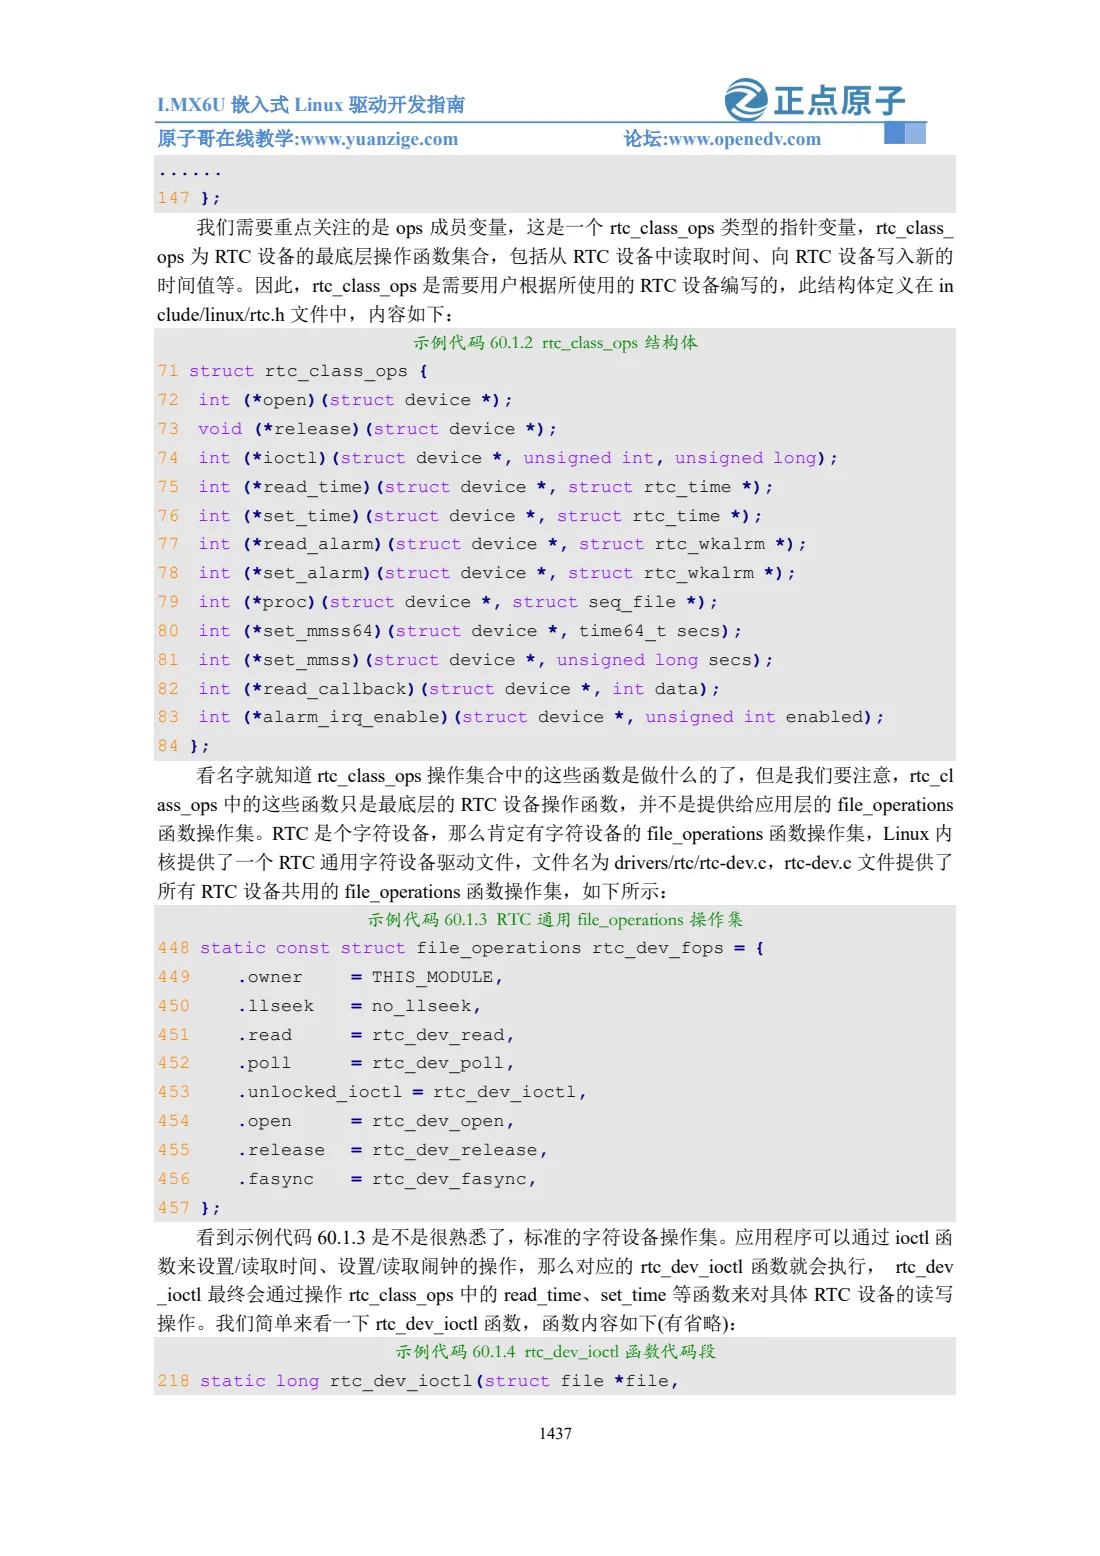 I.MX6U 嵌入式 Linux 驱动开发指南
正点原子
原子哥在线教学:www.yuanzige.com 论坛:www.openedv.com
......
147 };
我们需要重点关注的是 ops 成员变量，这是一个 rtc_class_ops 类型的指针变量，rtc_class_
ops 为 RTC 设备的最底层操作函数集合，包括从 RTC 设备中读取时间、向 RTC 设备写入新的
时间值等。因此，rtc_class_ops 是需要用户根据所使用的 RTC 设备编写的，此结构体定义在 in
clude/linux/rtc.h 文件中，内容如下：
示例代码 60.1.2 rtc_class_ops 结构体
71 struct rtc_class_ops {
72 int (*open)(struct device *);
73 void (*release)(struct device *);
74 int (*ioctl)(struct device *, unsigned int, unsigned long);
75 int (*read_time)(struct device *, struct rtc_time *);
76 int (*set_time)(struct device *, struct rtc_time *);
77 int (*read_alarm)(struct device *, struct rtc_wkalrm *);
78 int (*set_alarm)(struct device *, struct rtc_wkalrm *);
79 int (*proc)(struct device *, struct seq_file *);
80 int (*set_mmss64)(struct device *, time64_t secs);
81 int (*set_mmss)(struct device *, unsigned long secs);
82 int (*read_callback)(struct device *, int data);
83 int (*alarm_irq_enable)(struct device *, unsigned int enabled);
84 };
看名字就知道 rtc_class_ops 操作集合中的这些函数是做什么的了，但是我们要注意，rtc_cl
ass_ops 中的这些函数只是最底层的 RTC 设备操作函数，并不是提供给应用层的 file_operations
函数操作集。RTC 是个字符设备，那么肯定有字符设备的 file_operations 函数操作集，Linux 内
核提供了一个 RTC 通用字符设备驱动文件，文件名为 drivers/rtc/rtc-dev.c，rtc-dev.c 文件提供了
所有 RTC 设备共用的 file_operations 函数操作集，如下所示：
示例代码 60.1.3 RTC 通用 file_operations 操作集
448 static const struct file_operations rtc_dev_fops = {
449 .owner = THIS_MODULE,
450 .llseek = no_llseek,
451 .read = rtc_dev_read,
452 .poll = rtc_dev_poll,
453 .unlocked_ioctl = rtc_dev_ioctl,
454 .open = rtc_dev_open,
455 .release = rtc_dev_release,
456 .fasync = rtc_dev_fasync,
457 };
看到示例代码 60.1.3 是不是很熟悉了，标准的字符设备操作集。应用程序可以通过 ioctl 函
数来设置/读取时间、设置/读取闹钟的操作，那么对应的 rtc_dev_ioctl 函数就会执行， rtc_dev
_ioctl 最终会通过操作 rtc_class_ops 中的 read_time、set_time 等函数来对具体 RTC 设备的读写
操作。我们简单来看一下 rtc_dev_ioctl 函数，函数内容如下(有省略)：
示例代码 60.1.4 rtc_dev_ioctl 函数代码段
218 static long rtc_dev_ioctl(struct file *file,
1437